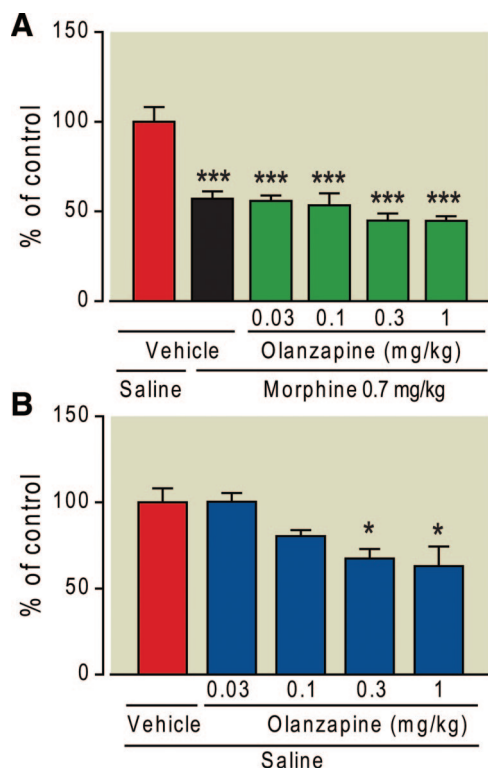 A
150
100
50
0
% of control
***
***
***
***
***
0.03 0.1 0.3 1
Vehicle Olanzapine (mg/kg)
Saline Morphine 0.7 mg/kg
B
150
100
50
0
% of control
*
*
0.03 0.1 0.3 1
Vehicle Olanzapine (mg/kg)
Saline